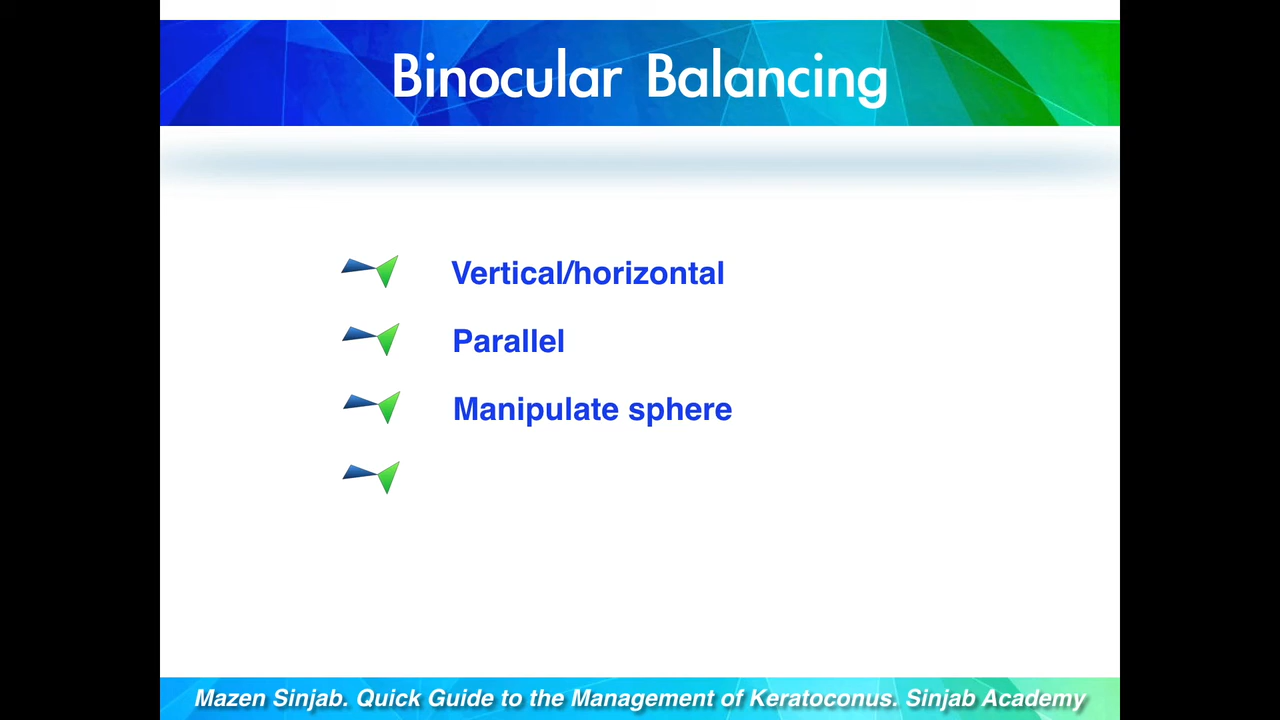 Binocular Balancing
Vertical/horizontal
Parallel
Manipulate sphere
Mazen Sinjab. Quick Guide to the Management of Keratoconus. Sinjab Academy